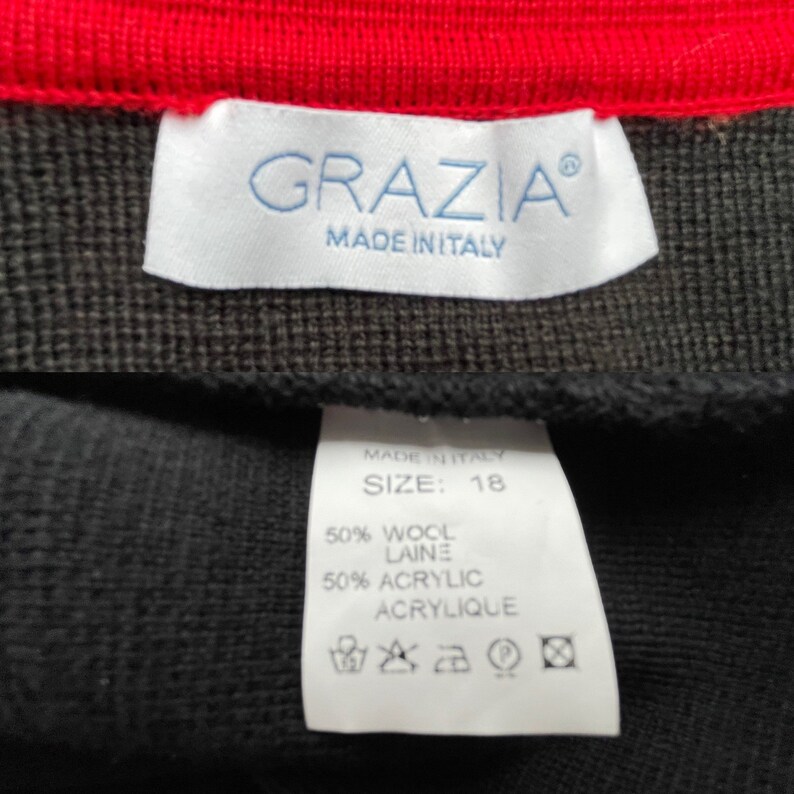 GRAZIA®
MADE IN ITALY
MADE IN ITALY
SIZE: 18
50% WOOL
LAINE
50% ACRYLIC
ACRYLIQUE
P